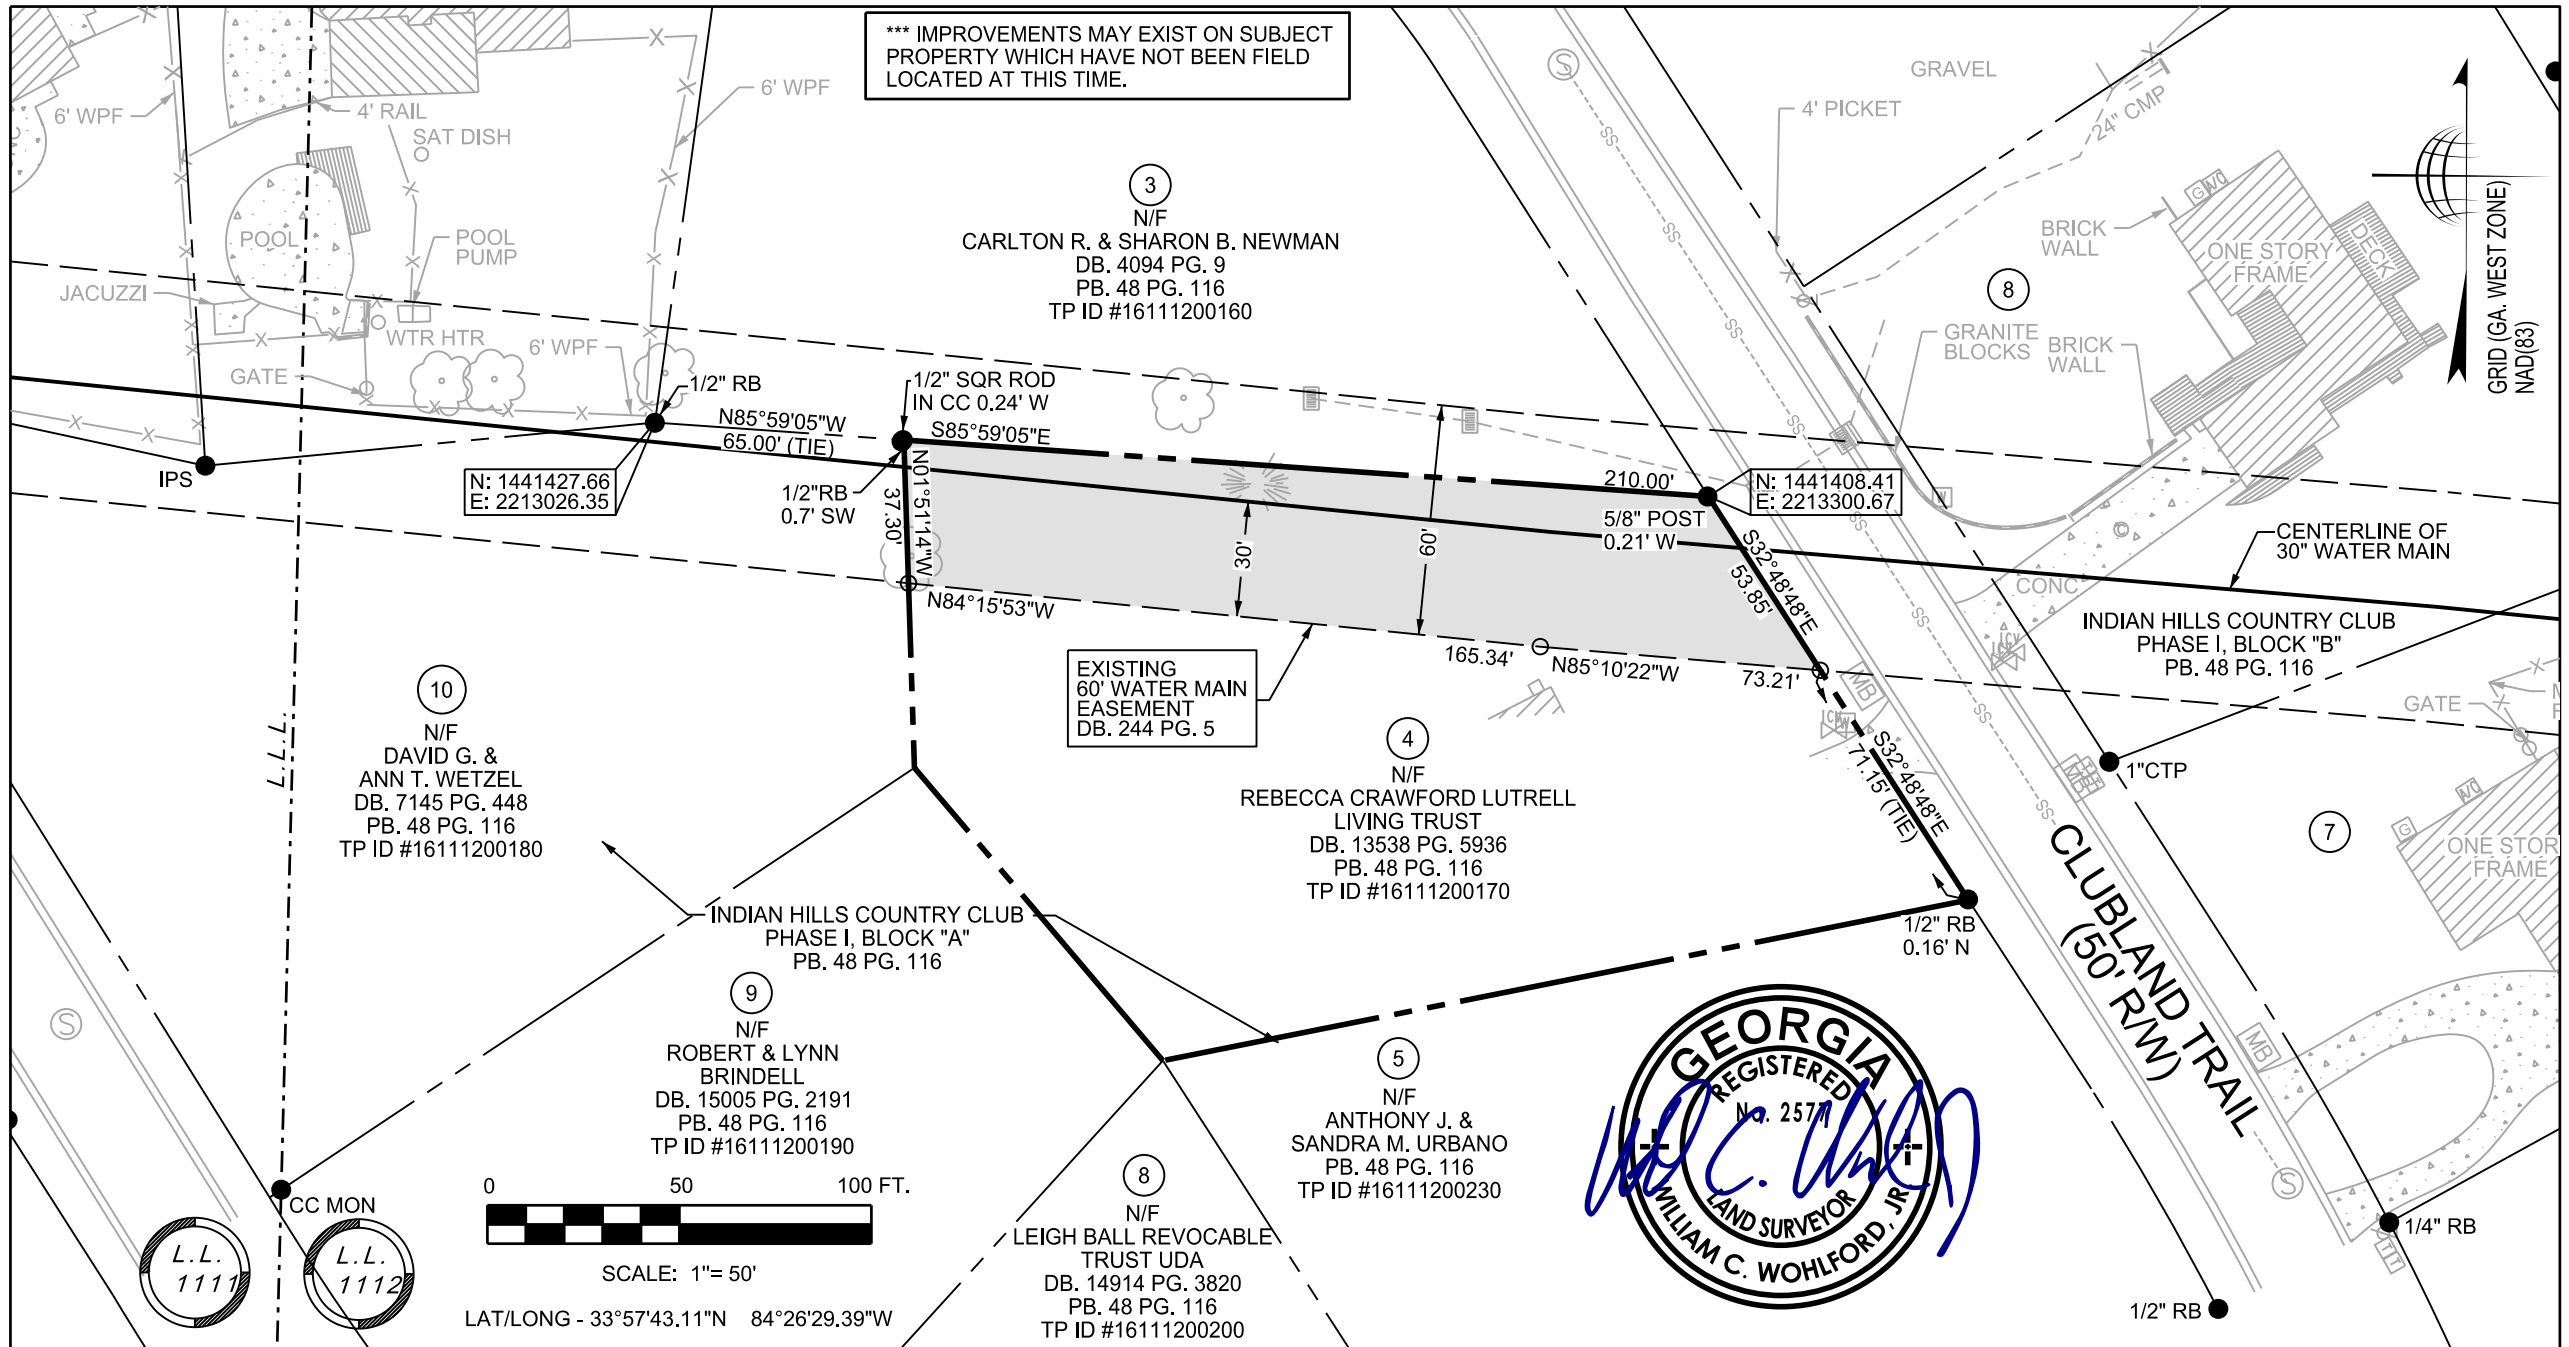 *** IMPROVEMENTS MAY EXIST ON SUBJECT
PROPERTY WHICH HAVE NOT BEEN FIELD
LOCATED AT THIS TIME.
6' WPF
4' RAIL
SAT DISH
6' WPF
POOL
POOL
PUMP
JACUZZI
WTR HTR
6' WPF
GATE
IPS
1/2" RB
N85°59'05"W
65.00' (TIE)
N: 1441427.66
E: 2213026.35
3
N/F
CARLTON R. & SHARON B. NEWMAN
DB. 4094 PG. 9
PB. 48 PG. 116
TP ID #16111200160
1/2" SQR ROD
IN CC 0.24' W
S85°59'05"E
210.00'
1/2"RB
0.7' SW
N01°51'14"W
37.30'
30'
60'
5/8" POST
0.21' W
N: 1441408.41
E: 2213300.67
S32°48'48"E
53.85'
N84°15'53"W
165.34'
N85°10'22"W
73.21'
EXISTING
60' WATER MAIN
EASEMENT
DB. 244 PG. 5
S
SS
SS
SS
SS
SS
SS
SS
SS
S
4' PICKET
GRAVEL
24" CMP
BRICK
WALL
G
A/C
ONE STORY
FRAME
DECK
8
GRANITE
BLOCKS
BRICK
WALL
W
C
CONC
ICV
GRID (GA. WEST ZONE)
NAD(83)
CENTERLINE OF
30" WATER MAIN
INDIAN HILLS COUNTRY CLUB
PHASE I, BLOCK "B"
PB. 48 PG. 116
GATE
1"CTP
MB
MB
7
G
A/C
ONE STOR
FRAME
L.L.L.
10
N/F
DAVID G. &
ANN T. WETZEL
DB. 7145 PG. 448
PB. 48 PG. 116
TP ID #16111200180
4
N/F
REBECCA CRAWFORD LUTRELL
LIVING TRUST
DB. 13538 PG. 5936
PB. 48 PG. 116
TP ID #16111200170
S32°48'48"E
71.15' (TIE)
1/2" RB
0.16' N
CLUBLAND TRAIL
(50' R/W)
MB
INDIAN HILLS COUNTRY CLUB
PHASE I, BLOCK "A"
PB. 48 PG. 116
9
N/F
ROBERT & LYNN
BRINDELL
DB. 15005 PG. 2191
PB. 48 PG. 116
TP ID #16111200190
5
N/F
ANTHONY J. &
SANDRA M. URBANO
PB. 48 PG. 116
TP ID #16111200230
8
N/F
LEIGH BALL REVOCABLE
TRUST UDA
DB. 14914 PG. 3820
PB. 48 PG. 116
TP ID #16111200200
GEORGIA
REGISTERED
NO. 2577
LAND SURVEYOR
WILLIAM C. WOHLFORD, JR.
S
CC MON
L.L.
1111
L.L.
1112
0 50 100 FT.
SCALE: 1"= 50'
LAT/LONG - 33°57'43.11"N 84°26'29.39"W
1/4" RB
1/2" RB